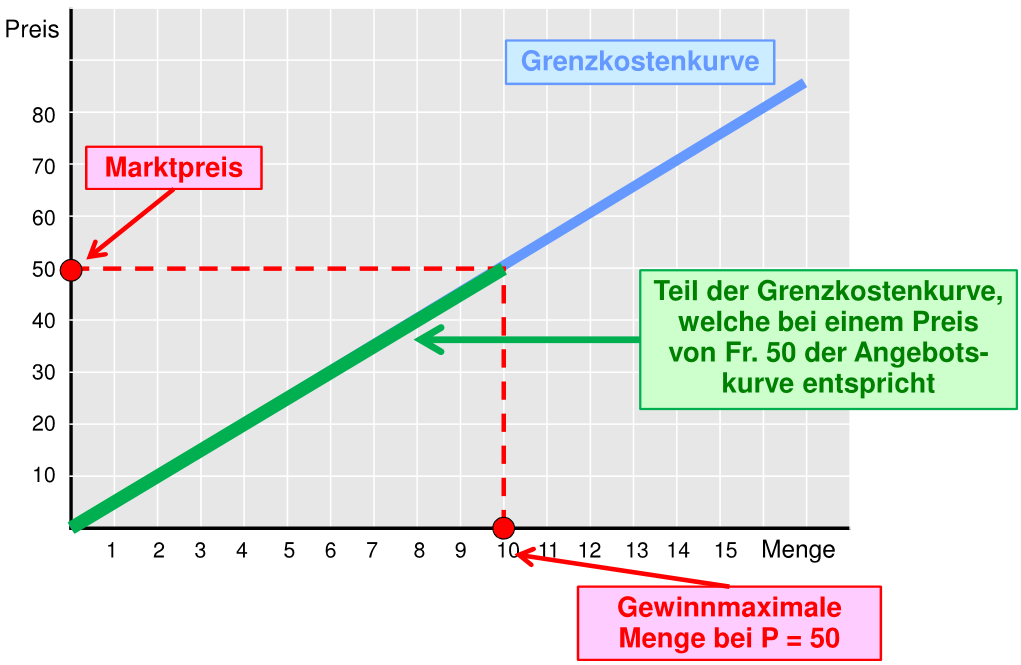 Preis
Grenzkostenkurve
80
70
Marktpreis
60
50
Teil der Grenzkostenkurve,
welche bei einem Preis
von Fr. 50 der Angebots-
kurve entspricht
40
30
20
10
1 2 3 4 5 6 7 8 9 10 11 12 13 14 15 Menge
Gewinnmaximale
Menge bei P = 50